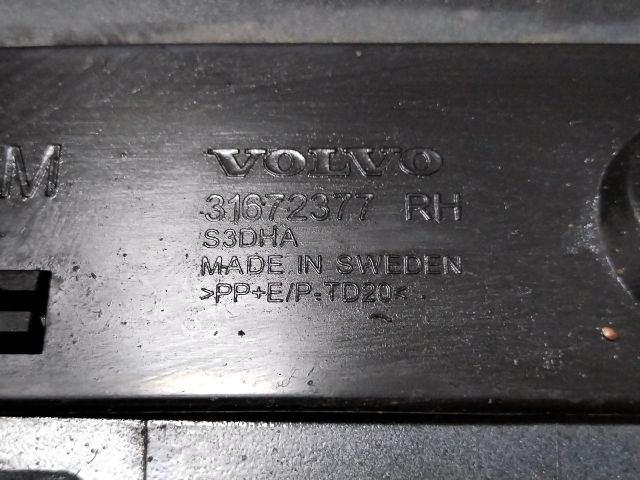 VOLVO
M 31672377 RH
S3DHA
MADE IN SWEDEN
>PP+E/P-TD20<